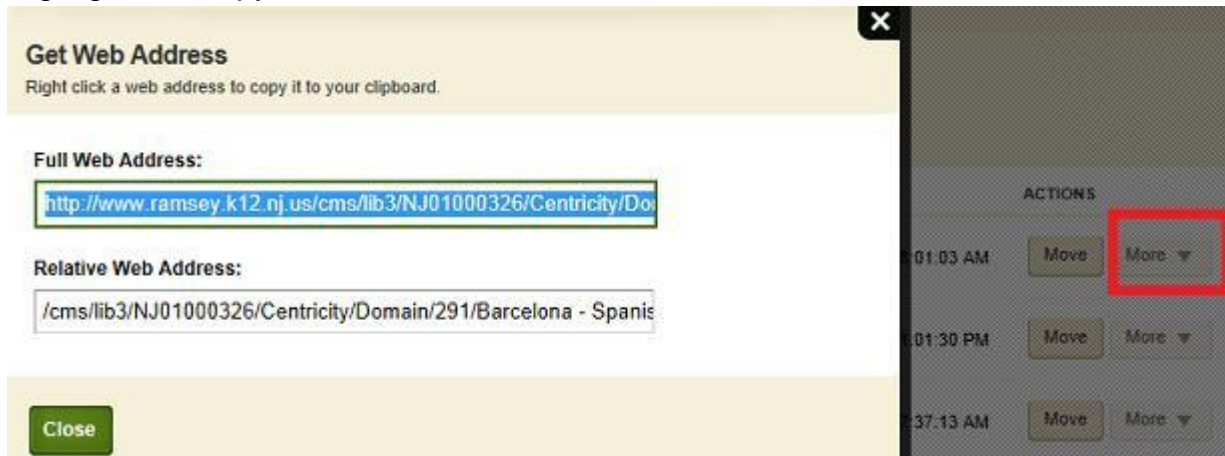 Get Web Address
Right click a web address to copy it to your clipboard.
Full Web Address:
http://www.ramsey.k12.nj.us/cms/lib3/NJ01000326/Centricity/Do
Relative Web Address:
/cms/lib3/NJ01000326/Centricity/Domain/291/Barcelona - Spanis
Close
ACTIONS
:01:03 AM Move More
:01:30 PM Move More
:37:13 AM Move More